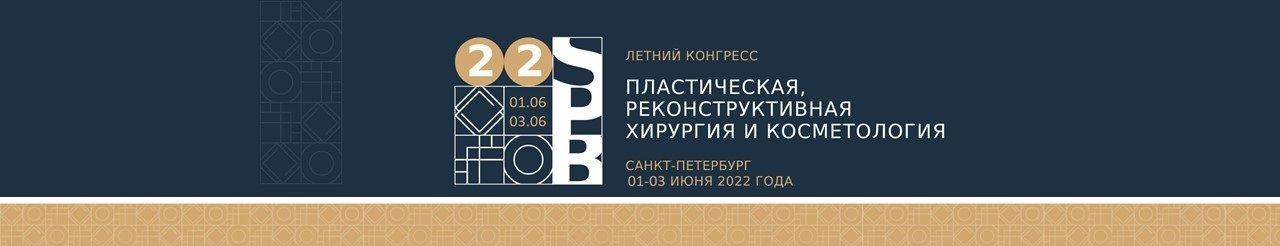 22
SPB
01.06
03.06
ЛЕТНИЙ КОНГРЕСС
ПЛАСТИЧЕСКАЯ,
РЕКОНСТРУКТИВНАЯ
ХИРУРГИЯ И КОСМЕТОЛОГИЯ
САНКТ-ПЕТЕРБУРГ
01-03 ИЮНЯ 2022 ГОДА